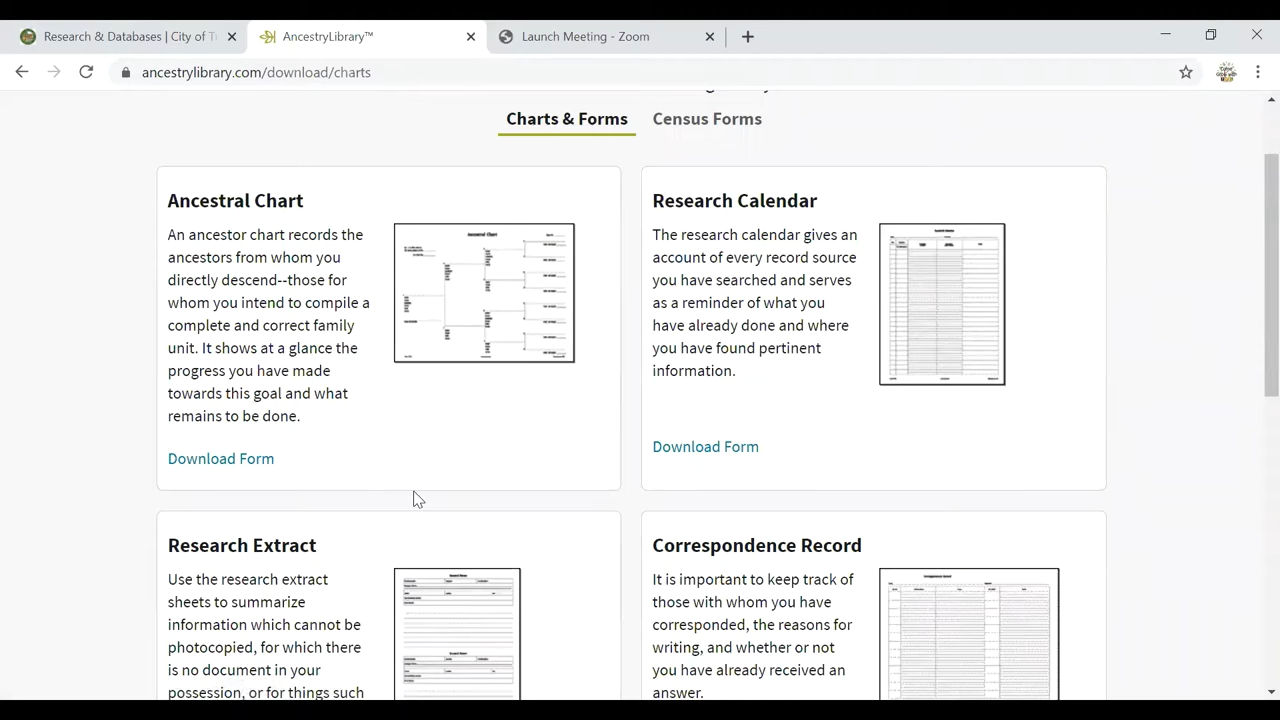 Research & Databases | City of T
AncestryLibrary™
Launch Meeting - Zoom
ancestrylibrary.com/download/charts
Charts & Forms
Census Forms
Ancestral Chart
An ancestor chart records the
ancestors from whom you
directly descend--those for
whom you intend to compile a
complete and correct family
unit. It shows at a glance the
progress you have made
towards this goal and what
remains to be done.
Download Form
Ancestral Chart
Research Calendar
The research calendar gives an
account of every record source
you have searched and serves
as a reminder of what you
have already done and where
you have found pertinent
information.
Download Form
Research Extract
Use the research extract
sheets to summarize
information which cannot be
photocopied, for which there
is no document in your
possession, or for things such
Correspondence Record
It is important to keep track of
those with whom you have
corresponded, the reasons for
writing, and whether or not
you have already received an
answer.